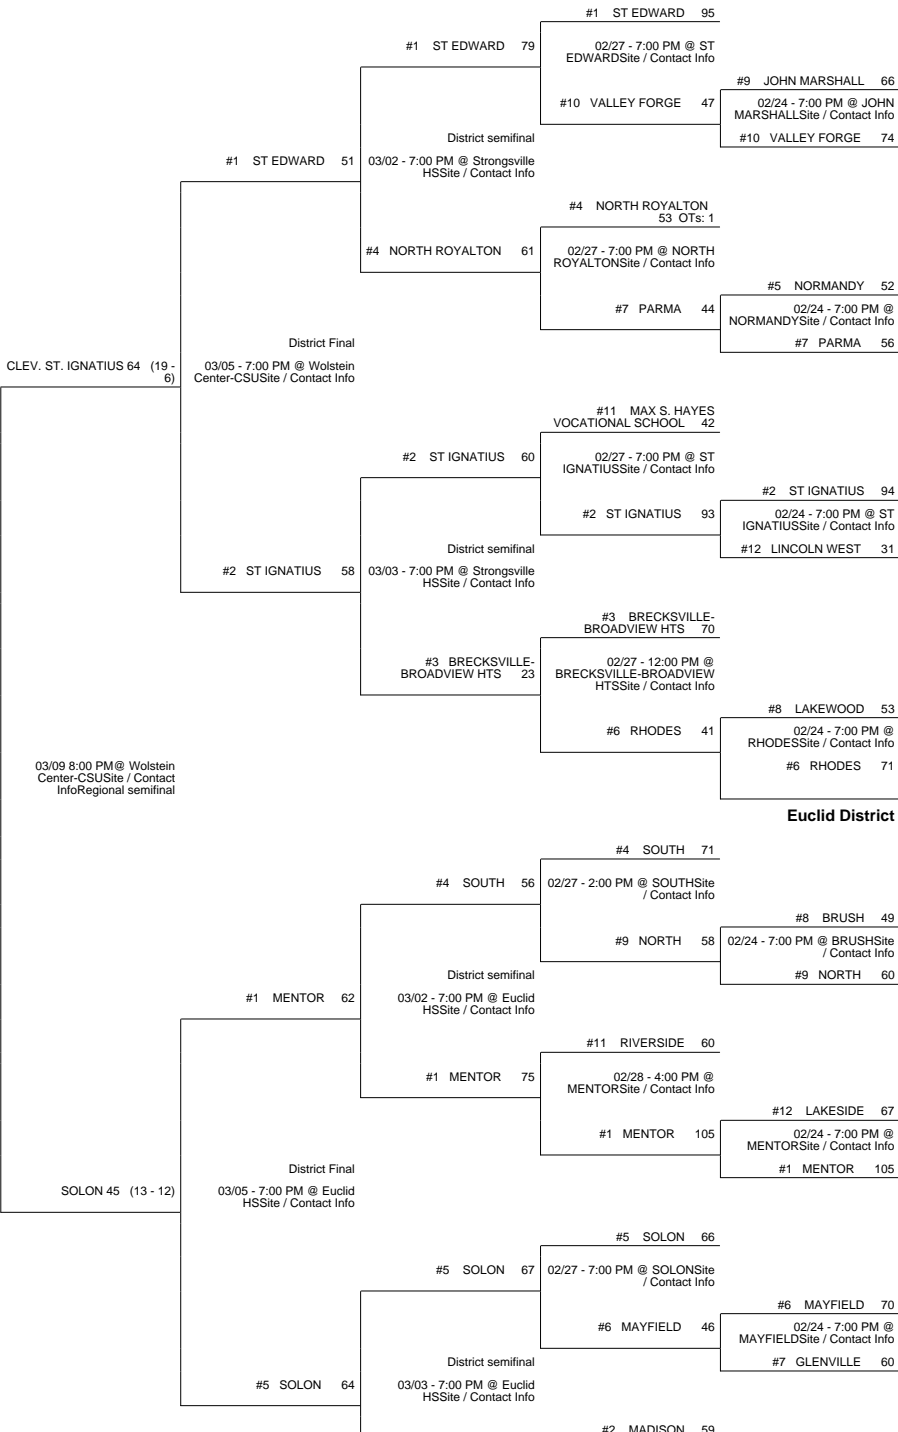 #1 ST EDWARD 95
#1 ST EDWARD 79
02/27 - 7:00 PM @ ST
EDWARDSite / Contact Info
#9 JOHN MARSHALL 66
#10 VALLEY FORGE 47
02/24 - 7:00 PM @ JOHN
MARSHALLSite / Contact Info
District semifinal
#10 VALLEY FORGE 74
#1 ST EDWARD 51
03/02 - 7:00 PM @ Strongsville
HSSite / Contact Info
#4 NORTH ROYALTON
53 OTs: 1
#4 NORTH ROYALTON 61
02/27 - 7:00 PM @ NORTH
ROYALTONSite / Contact Info
#5 NORMANDY 52
#7 PARMA 44
02/24 - 7:00 PM @
NORMANDYSite / Contact Info
District Final
#7 PARMA 56
CLEV. ST. IGNATIUS 64 (19 -
6)
03/05 - 7:00 PM @ Wolstein
Center-CSUSite / Contact Info
#11 MAX S. HAYES
VOCATIONAL SCHOOL 42
#2 ST IGNATIUS 60
02/27 - 7:00 PM @ ST
IGNATIUSSite / Contact Info
#2 ST IGNATIUS 94
#2 ST IGNATIUS 93
02/24 - 7:00 PM @ ST
IGNATIUSSite / Contact Info
District semifinal
#12 LINCOLN WEST 31
#2 ST IGNATIUS 58
03/03 - 7:00 PM @ Strongsville
HSSite / Contact Info
#3 BRECKSVILLE-
BROADVIEW HTS 70
#3 BRECKSVILLE-
BROADVIEW HTS 23
02/27 - 12:00 PM @
BRECKSVILLE-BROADVIEW
HTSSite / Contact Info
#8 LAKEWOOD 53
#6 RHODES 41
02/24 - 7:00 PM @
RHODESSite / Contact Info
#6 RHODES 71
03/09 8:00 PM@ Wolstein
Center-CSUSite / Contact
InfoRegional semifinal
Euclid District
#4 SOUTH 71
#4 SOUTH 56
02/27 - 2:00 PM @ SOUTHSite
/ Contact Info
#8 BRUSH 49
#9 NORTH 58
02/24 - 7:00 PM @ BRUSHSite
/ Contact Info
District semifinal
#9 NORTH 60
#1 MENTOR 62
03/02 - 7:00 PM @ Euclid
HSSite / Contact Info
#11 RIVERSIDE 60
#1 MENTOR 75
02/28 - 4:00 PM @
MENTORSite / Contact Info
#12 LAKESIDE 67
#1 MENTOR 105
02/24 - 7:00 PM @
MENTORSite / Contact Info
District Final
#1 MENTOR 105
SOLON 45 (13 - 12)
03/05 - 7:00 PM @ Euclid
HSSite / Contact Info
#5 SOLON 66
#5 SOLON 67
02/27 - 7:00 PM @ SOLONSite
/ Contact Info
#6 MAYFIELD 70
#6 MAYFIELD 46
02/24 - 7:00 PM @
MAYFIELDSite / Contact Info
District semifinal
#7 GLENVILLE 60
#5 SOLON 64
03/03 - 7:00 PM @ Euclid
HSSite / Contact Info
#2 MADISON 59